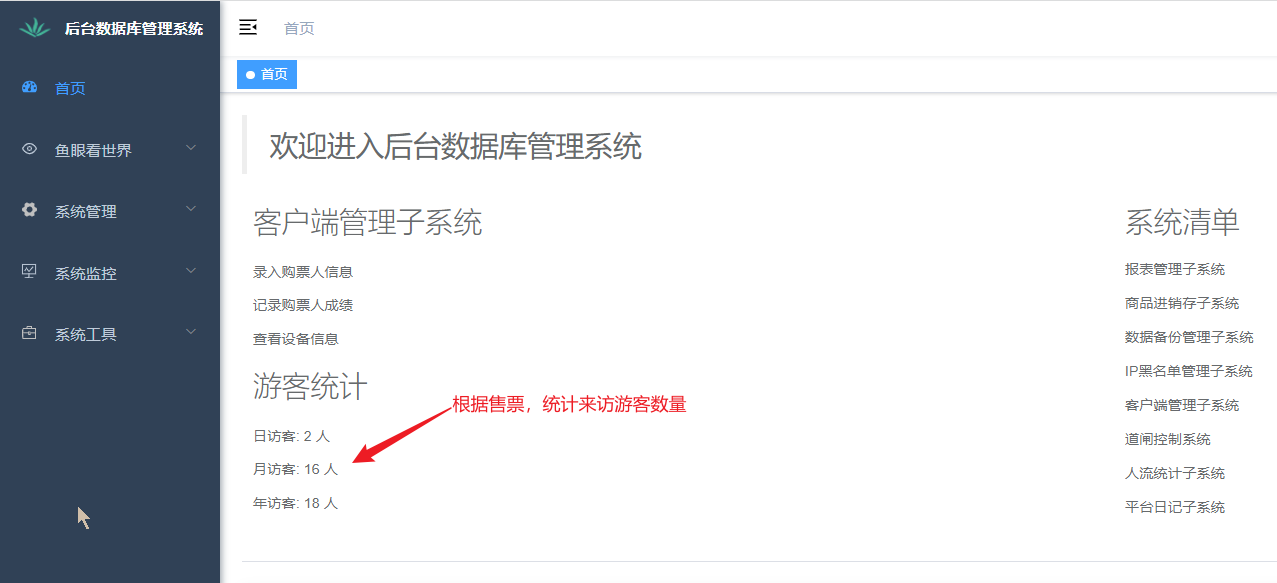 后台数据库管理系统
首页
首页
首页
鱼眼看世界
系统管理
系统监控
系统工具
欢迎进入后台数据库管理系统
客户端管理子系统
录入购票人信息
记录购票人成绩
查看设备信息
游客统计
根据售票，统计来访游客数量
日访客: 2 人
月访客: 16 人
年访客: 18 人
系统清单
报表管理子系统
商品进销存子系统
数据备份管理子系统
IP黑名单管理子系统
客户端管理子系统
道闸控制系统
人流统计子系统
平台日记子系统